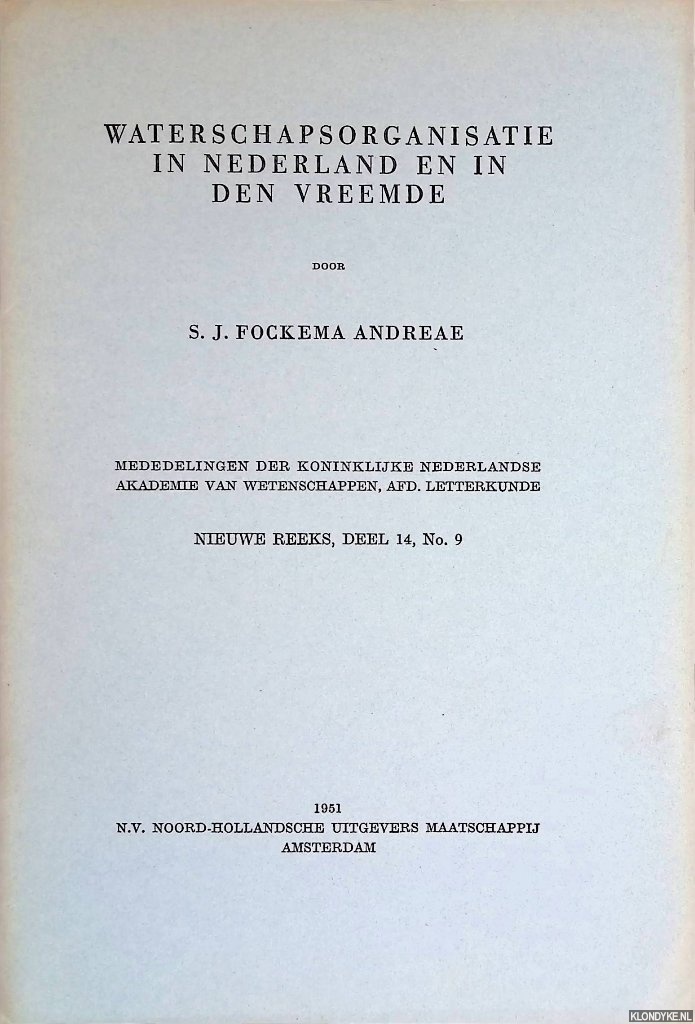 WATERSCHAPSORGANISATIE
IN NEDERLAND EN IN
DEN VREEMDE
DOOR
S. J. FOCKEMA ANDREAE
MEDEDELINGEN DER KONINKLIJKE NEDERLANDSE
AKADEMIE VAN WETENSCHAPPEN, AFD. LETTERKUNDE
NIEUWE REEKS, DEEL 14, No. 9
1951
N.V. NOORD-HOLLANDSCHE UITGEVERS MAATSCHAPPIJ
AMSTERDAM
KLONDYKE.NL